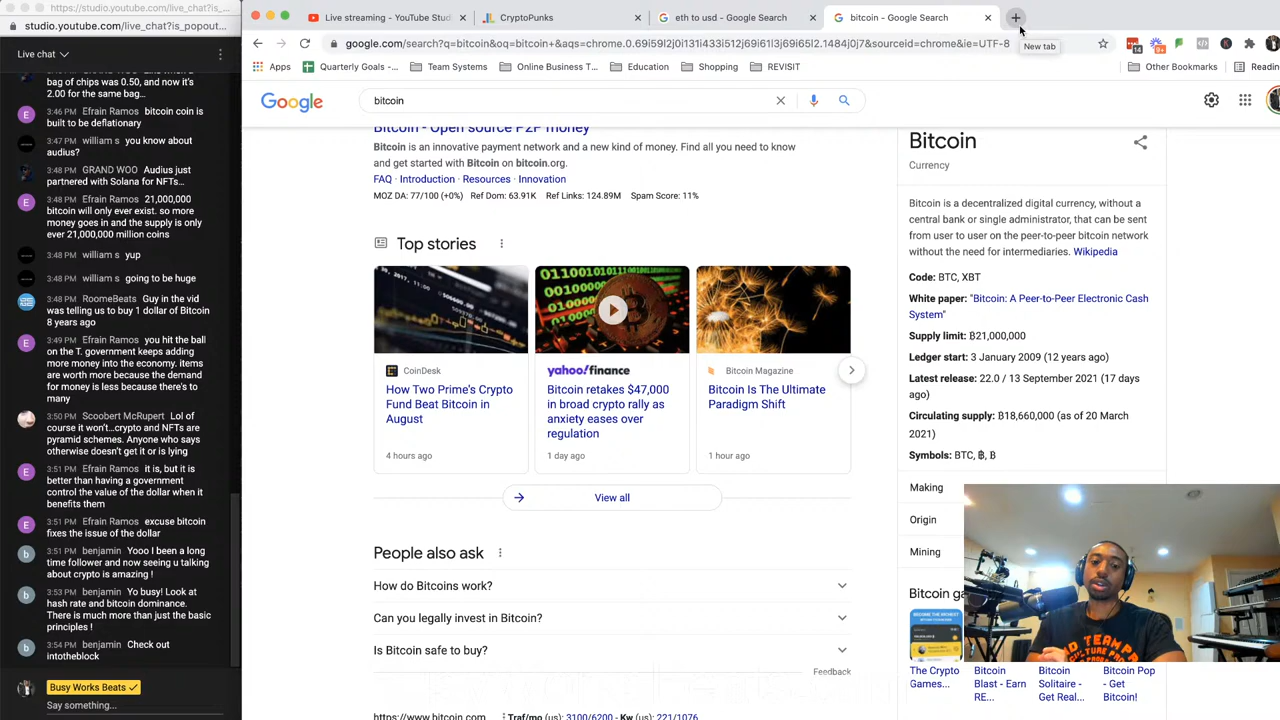 https://studio.youtube.com/live_chat?is_...
studio.youtube.com/live_chat?is_popout...
Live chat
bag of chips was 0.50, and now it's
2.00 for the same bag...
E 3:46 PM Efrain Ramos bitcoin coin is
built to be deflationary
3:47 PM william s you know about
audius?
3:48 PM GRAND WOO Audius just
partnered with Solana for NFTs...
E 3:48 PM Efrain Ramos 21,000,000
bitcoin will only ever exist. so more
money goes in and the supply is only
ever 21,000,000 million coins
3:48 PM william s yup
3:48 PM william s going to be huge
3:48 PM RoomeBeats Guy in the vid
was telling us to buy 1 dollar of Bitcoin
8 years ago
E 3:49 PM Efrain Ramos you hit the ball
on the T. government keeps adding
more money into the economy. items
are worth more because the demand
for money is less because there's to
many
3:50 PM Scoobert McRupert Lol of
course it won't...crypto and NFTs are
pyramid schemes. Anyone who says
otherwise doesn't get it or is lying
E 3:51 PM Efrain Ramos it is, but it is
better than having a government
control the value of the dollar when it
benefits them
E 3:51 PM Efrain Ramos excuse bitcoin
fixes the issue of the dollar
b 3:51 PM benjamin Yooo I been a long
time follower and now seeing u talking
about crypto is amazing !
b 3:53 PM benjamin Yo busy! Look at
hash rate and bitcoin dominance.
There is much more than just the basic
principles !
b 3:54 PM benjamin Check out
intotheblock
Busy Works Beats
Say something...
Live streaming - YouTube Stud
CryptoPunks
eth to usd - Google Search
bitcoin - Google Search
New tab
google.com/search?q=bitcoin&oq=bitcoin+&aqs=chrome.0.69i59l2j0i131i433i512j69i61i3j69i65l2.1484j0j7&sourceid=chrome&ie=UTF-8
14
Apps
Quarterly Goals -...
Team Systems
Online Business T...
Education
Shopping
REVISIT
Other Bookmarks
Readin
Google
bitcoin
Bitcoin - Open source P2P money
Bitcoin is an innovative payment network and a new kind of money. Find all you need to know
and get started with Bitcoin on bitcoin.org.
FAQ · Introduction · Resources · Innovation
MOZ DA: 77/100 (+0%) Ref Dom: 63.91K Ref Links: 124.89M Spam Score: 11%
Top stories
CoinDesk
How Two Prime's Crypto
Fund Beat Bitcoin in
August
4 hours ago
yahoo!finance
Bitcoin retakes $47,000
in broad crypto rally as
anxiety eases over
regulation
1 day ago
Bitcoin Magazine
Bitcoin Is The Ultimate
Paradigm Shift
1 hour ago
View all
People also ask
How do Bitcoins work?
Can you legally invest in Bitcoin?
Is Bitcoin safe to buy?
Feedback
https://www.bitcoin.com
Traf/mo (us): 3100/6200 - Kw (us): 221/1076
Bitcoin
Currency
Bitcoin is a decentralized digital currency, without a
central bank or single administrator, that can be sent
from user to user on the peer-to-peer bitcoin network
without the need for intermediaries. Wikipedia
Code: BTC, XBT
White paper: "Bitcoin: A Peer-to-Peer Electronic Cash
System"
Supply limit: ₿21,000,000
Ledger start: 3 January 2009 (12 years ago)
Latest release: 22.0 / 13 September 2021 (17 days
ago)
Circulating supply: ₿18,660,000 (as of 20 March
2021)
Symbols: BTC, ฿, ₿
Making
Origin
Mining
Bitcoin ga
The Crypto
Games...
Bitcoin
Blast - Earn
RE...
Bitcoin
Solitaire -
Get Real...
Bitcoin Pop
- Get
Bitcoin!